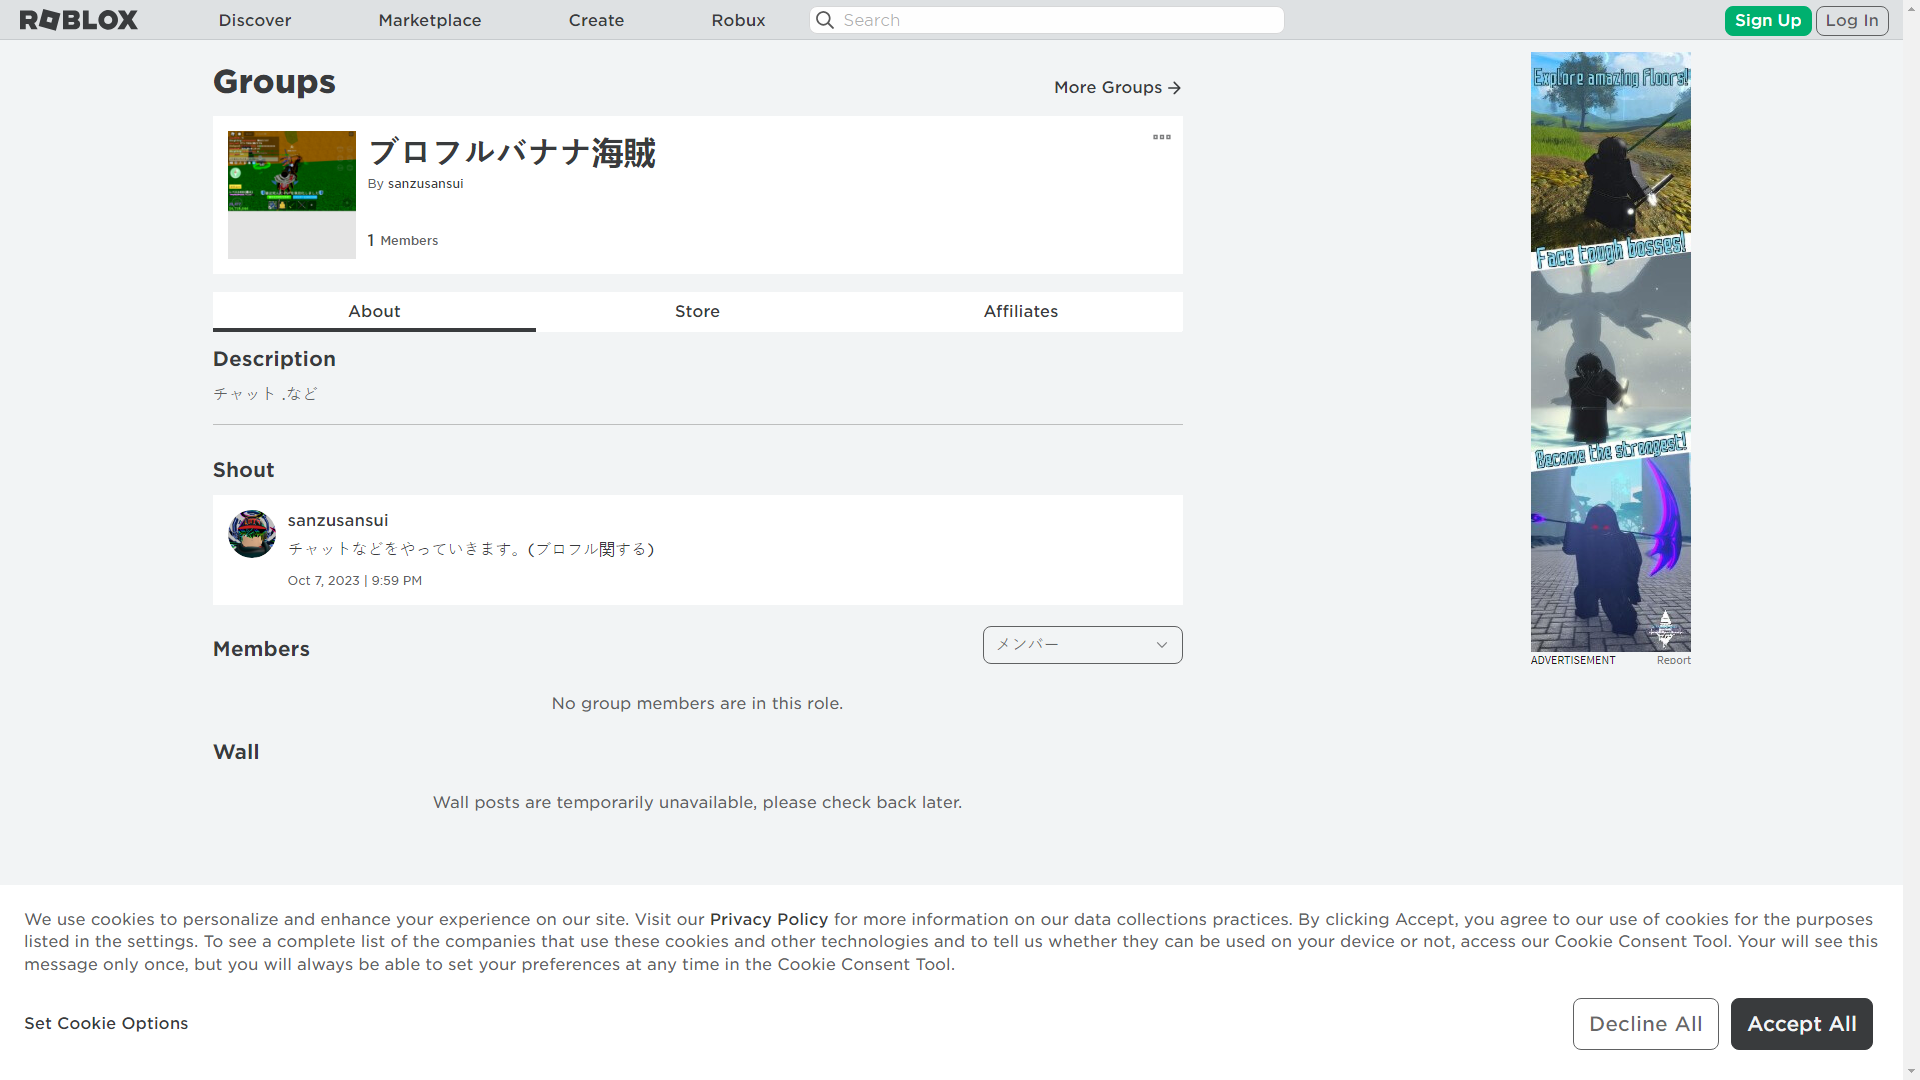 ROBLOX
Discover
Marketplace
Create
Robux
Search
Sign Up
Log In
Groups
More Groups
ブロフルバナナ海賊
By sanzusansui
1 Members
About
Store
Affiliates
Description
チャット .など
Shout
sanzusansui
チャットなどをやっていきます。(ブロフル関する)
Oct 7, 2023 | 9:59 PM
Members
メンバー
No group members are in this role.
Wall
Wall posts are temporarily unavailable, please check back later.
Explore amazing floors!
Face tough bosses!
Become the strongest!
ADVERTISEMENT
Report
We use cookies to personalize and enhance your experience on our site. Visit our Privacy Policy for more information on our data collections practices. By clicking Accept, you agree to our use of cookies for the purposes
listed in the settings. To see a complete list of the companies that use these cookies and other technologies and to tell us whether they can be used on your device or not, access our Cookie Consent Tool. Your will see this
message only once, but you will always be able to set your preferences at any time in the Cookie Consent Tool.
Set Cookie Options
Decline All
Accept All